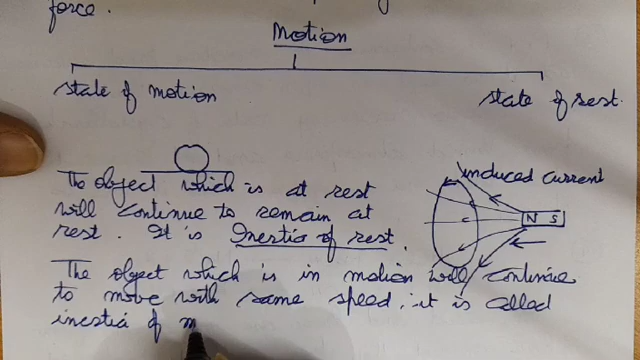 force.
Motion
state of motion
state of rest.
induced current
N S
The object which is at rest
will continue to remain at
rest. It is Inertia of rest.
The object which is in motion will continue
to move with same speed, it is called
inertia of m